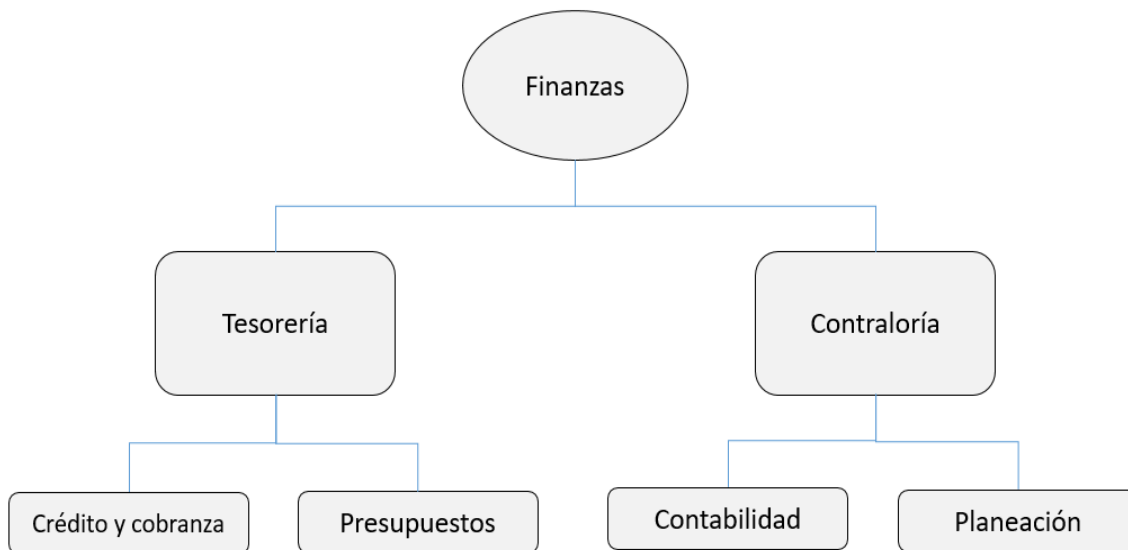 Finanzas
Tesorería
Contraloría
Crédito y cobranza
Presupuestos
Contabilidad
Planeación